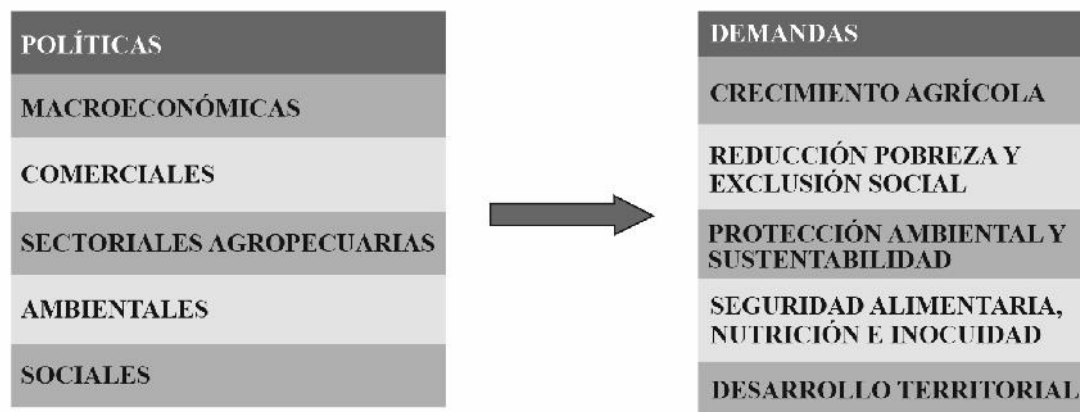 POLÍTICAS
MACROECONÓMICAS
COMERCIALES
SECTORIALES AGROPECUARIAS
AMBIENTALES
SOCIALES
DEMANDAS
CRECIMIENTO AGRÍCOLA
REDUCCIÓN POBREZA Y
EXCLUSIÓN SOCIAL
PROTECCIÓN AMBIENTAL Y
SUSTENTABILIDAD
SEGURIDAD ALIMENTARIA,
NUTRICIÓN E INOCUIDAD
DESARROLLO TERRITORIAL